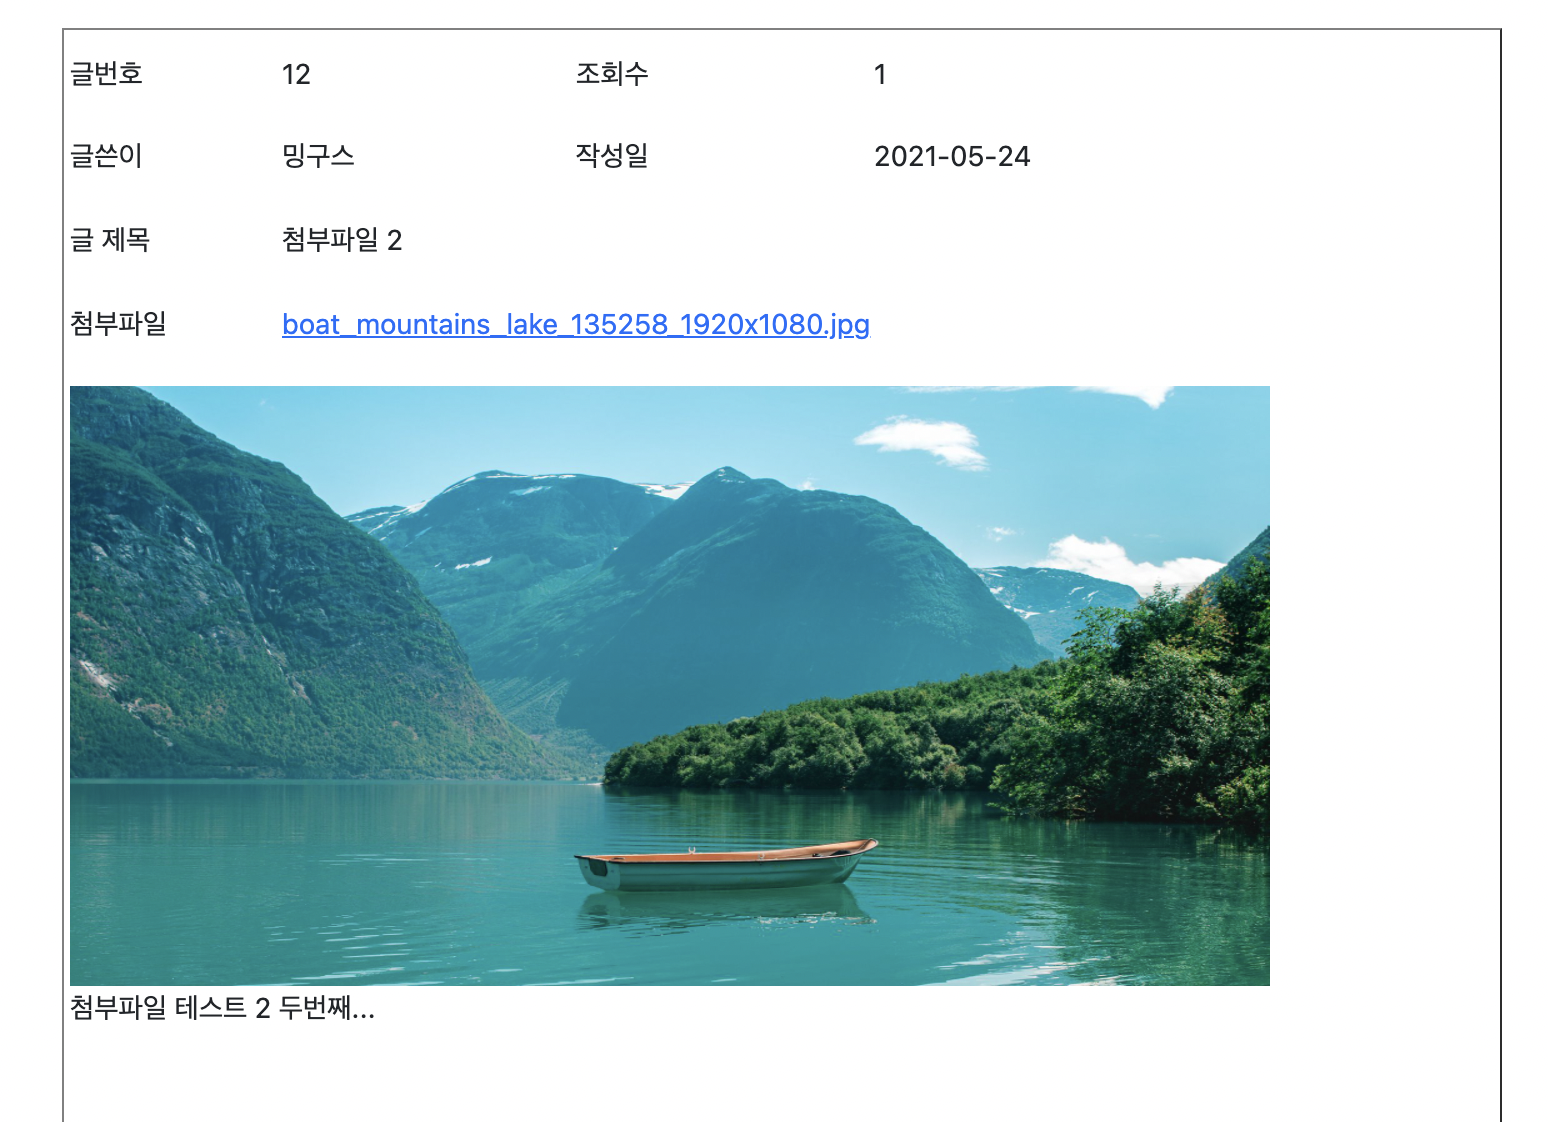 글번호 12 조회수 1
글쓴이 밍구스 작성일 2021-05-24
글 제목 첨부파일 2
첨부파일 boat_mountains_lake_135258_1920x1080.jpg
첨부파일 테스트 2 두번째...